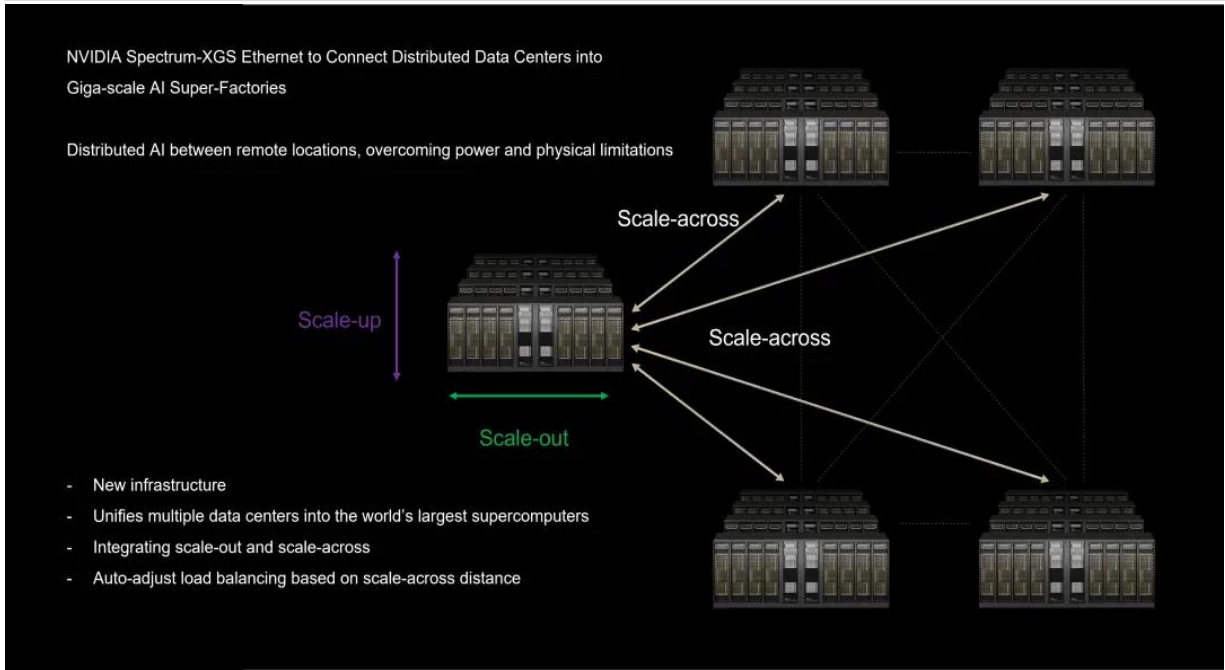 NVIDIA Spectrum-XGS Ethernet to Connect Distributed Data Centers into
Giga-scale AI Super-Factories
Distributed AI between remote locations, overcoming power and physical limitations
Scale-across
Scale-up
Scale-across
Scale-out
- New infrastructure
- Unifies multiple data centers into the world’s largest supercomputers
- Integrating scale-out and scale-across
- Auto-adjust load balancing based on scale-across distance